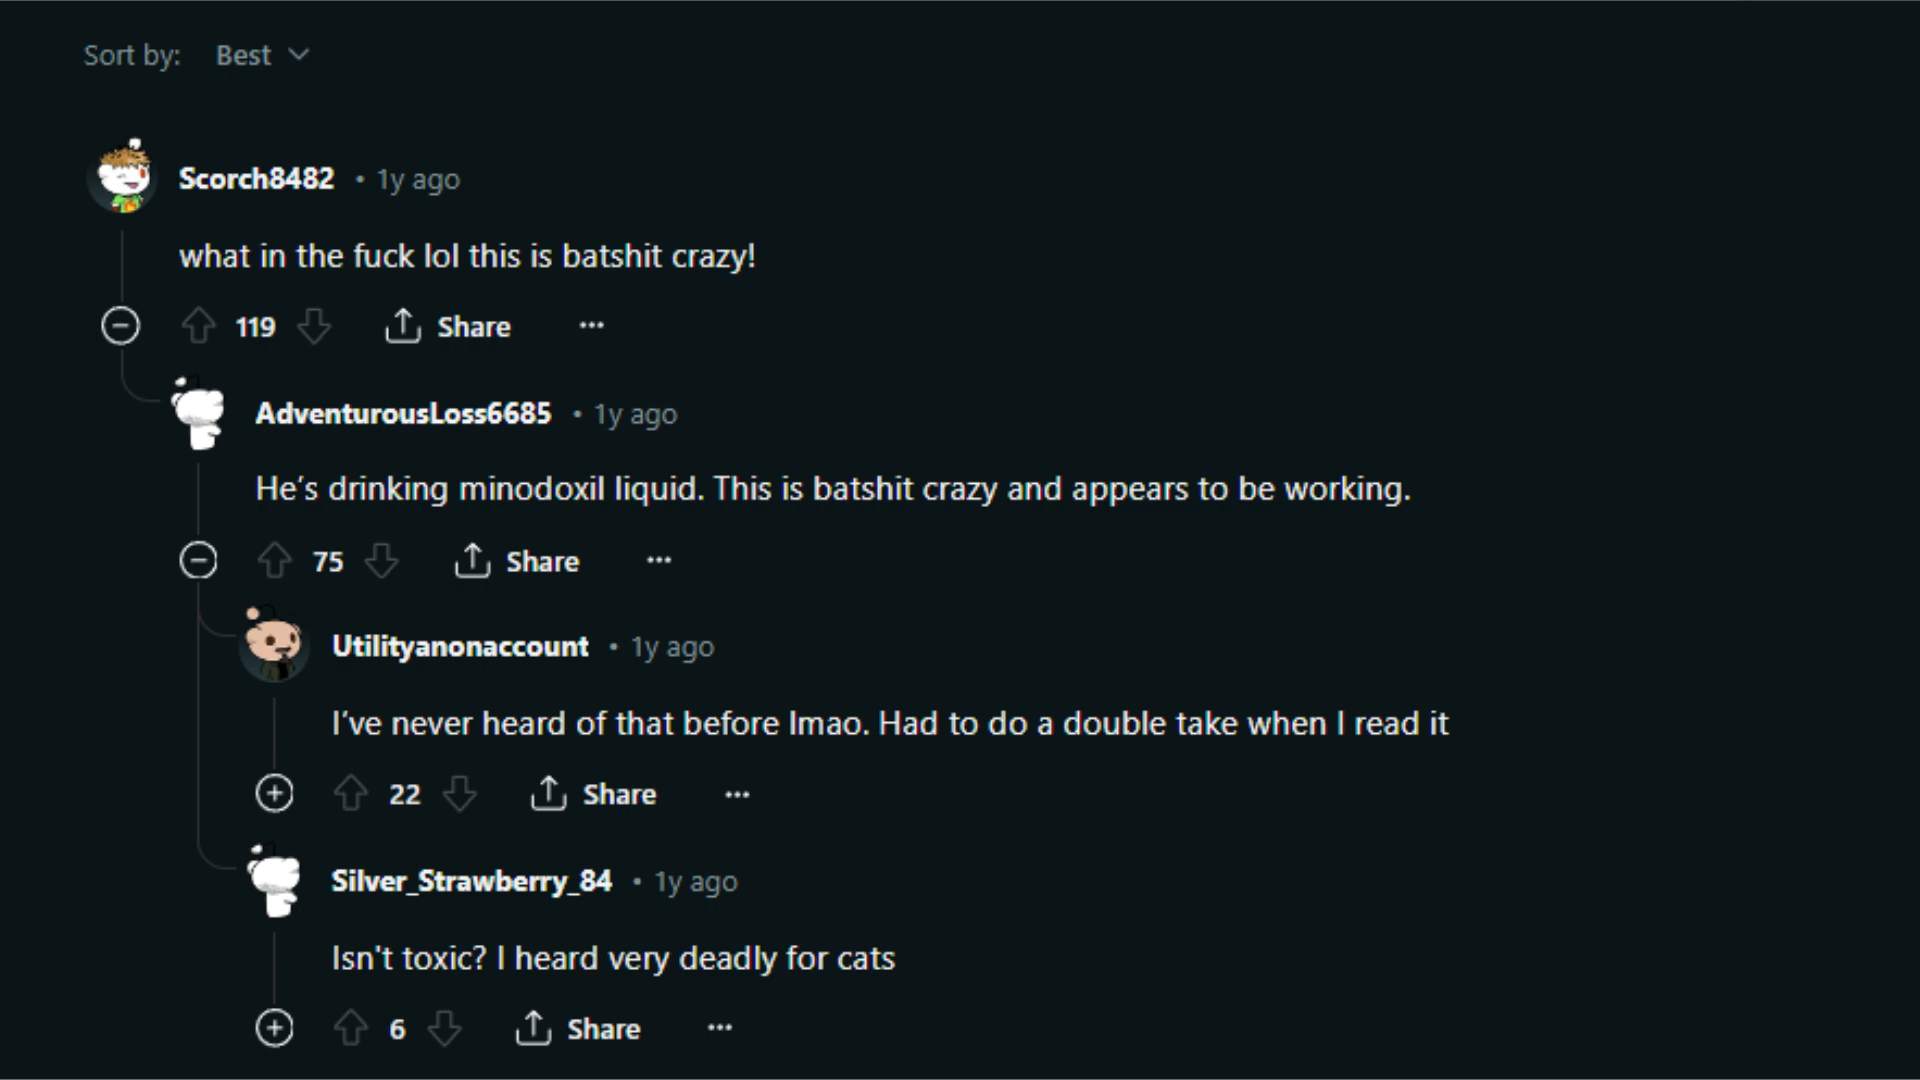 Sort by: Best
Scorch8482 • 1y ago
what in the fuck lol this is batshit crazy!
119 Share ...
AdventurousLoss6685 • 1y ago
He’s drinking minodoxil liquid. This is batshit crazy and appears to be working.
75 Share ...
Utilityanonaccount • 1y ago
I’ve never heard of that before lmao. Had to do a double take when I read it
22 Share ...
Silver_Strawberry_84 • 1y ago
Isn't toxic? I heard very deadly for cats
6 Share ...